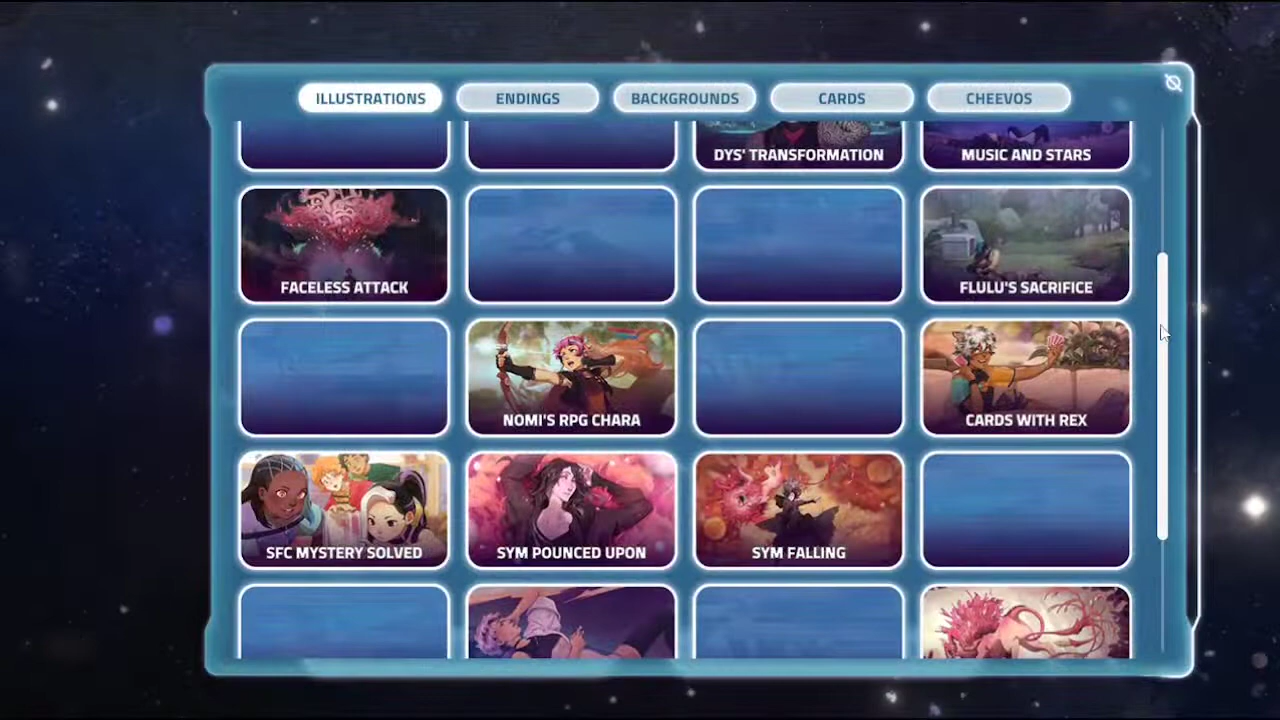 ILLUSTRATIONS ENDINGS BACKGROUNDS CARDS CHEEVOS
DYS' TRANSFORMATION MUSIC AND STARS
FACELESS ATTACK FLULU'S SACRIFICE
NOMI'S RPG CHARA CARDS WITH REX
SFC MYSTERY SOLVED SYM POUNCED UPON SYM FALLING